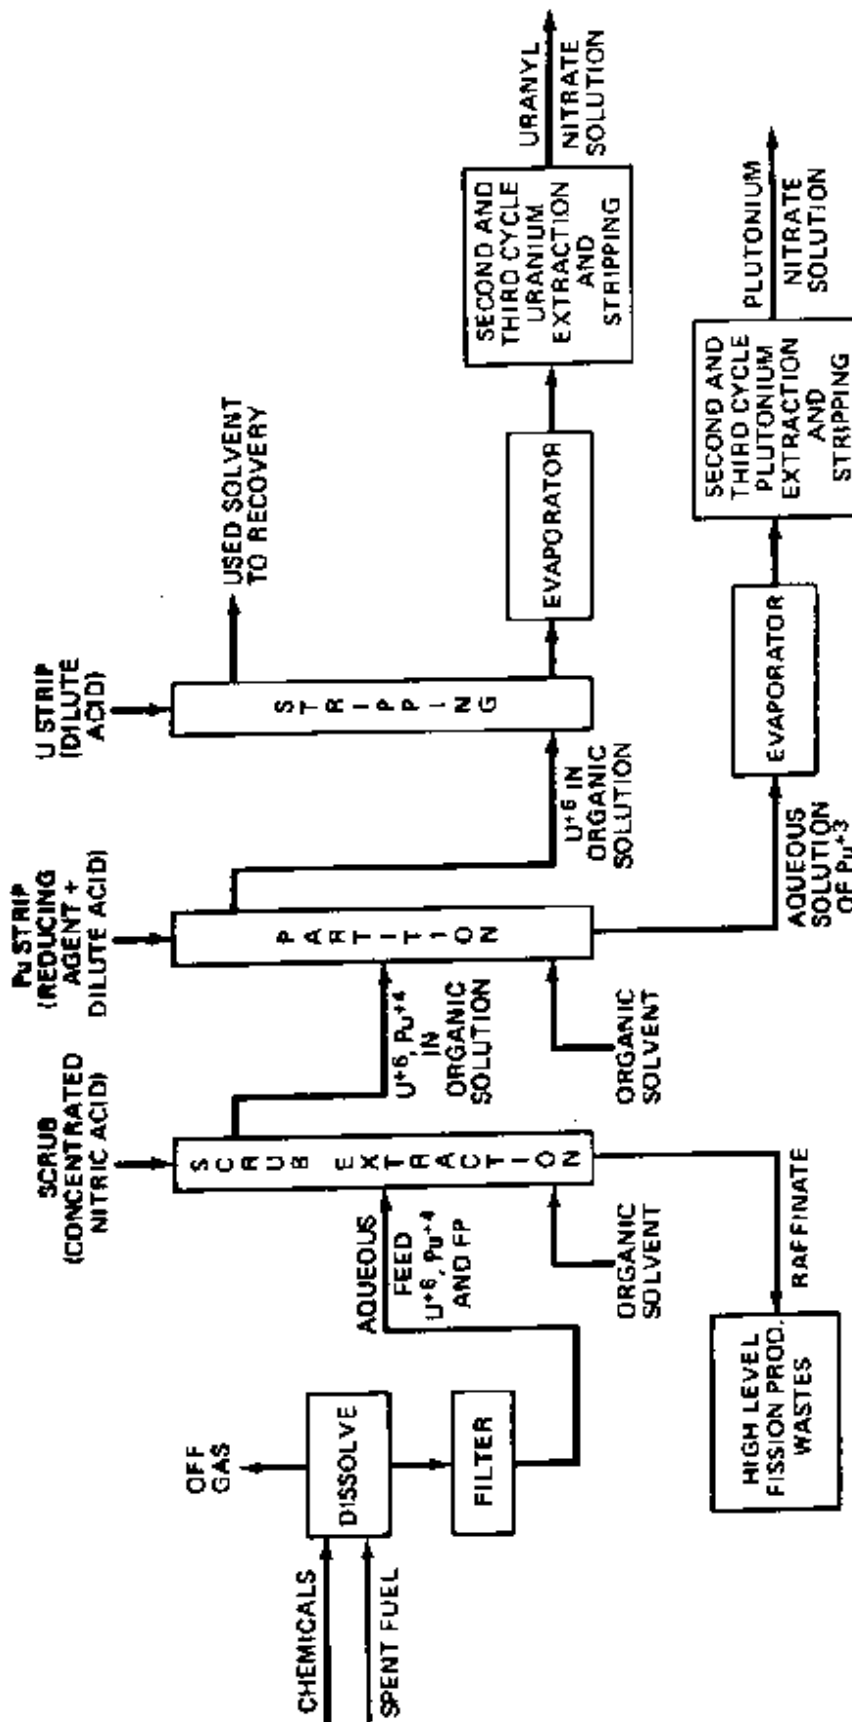 CHEMICALS
SPENT FUEL
OFF
GAS
DISSOLVE
FILTER
AQUEOUS
FEED
U+6, Pu+4
AND FP
SCRUB
(CONCENTRATED
NITRIC ACID)
SCRUB EXTRACTION
ORGANIC
SOLVENT
RAFFINATE
HIGH LEVEL
FISSION PROD.
WASTES
U+6, Pu+4
IN
ORGANIC
SOLUTION
Pu STRIP
(REDUCING
AGENT +
DILUTE ACID)
PARTITION
ORGANIC
SOLVENT
U+6 IN
ORGANIC
SOLUTION
AQUEOUS
SOLUTION
OF Pu+3
U STRIP
(DILUTE
ACID)
STRIPPING
USED SOLVENT
TO RECOVERY
EVAPORATOR
SECOND AND
THIRD CYCLE
URANIUM
EXTRACTION
AND
STRIPPING
URANYL
NITRATE
SOLUTION
EVAPORATOR
SECOND AND
THIRD CYCLE
PLUTONIUM
EXTRACTION
AND
STRIPPING
PLUTONIUM
NITRATE
SOLUTION